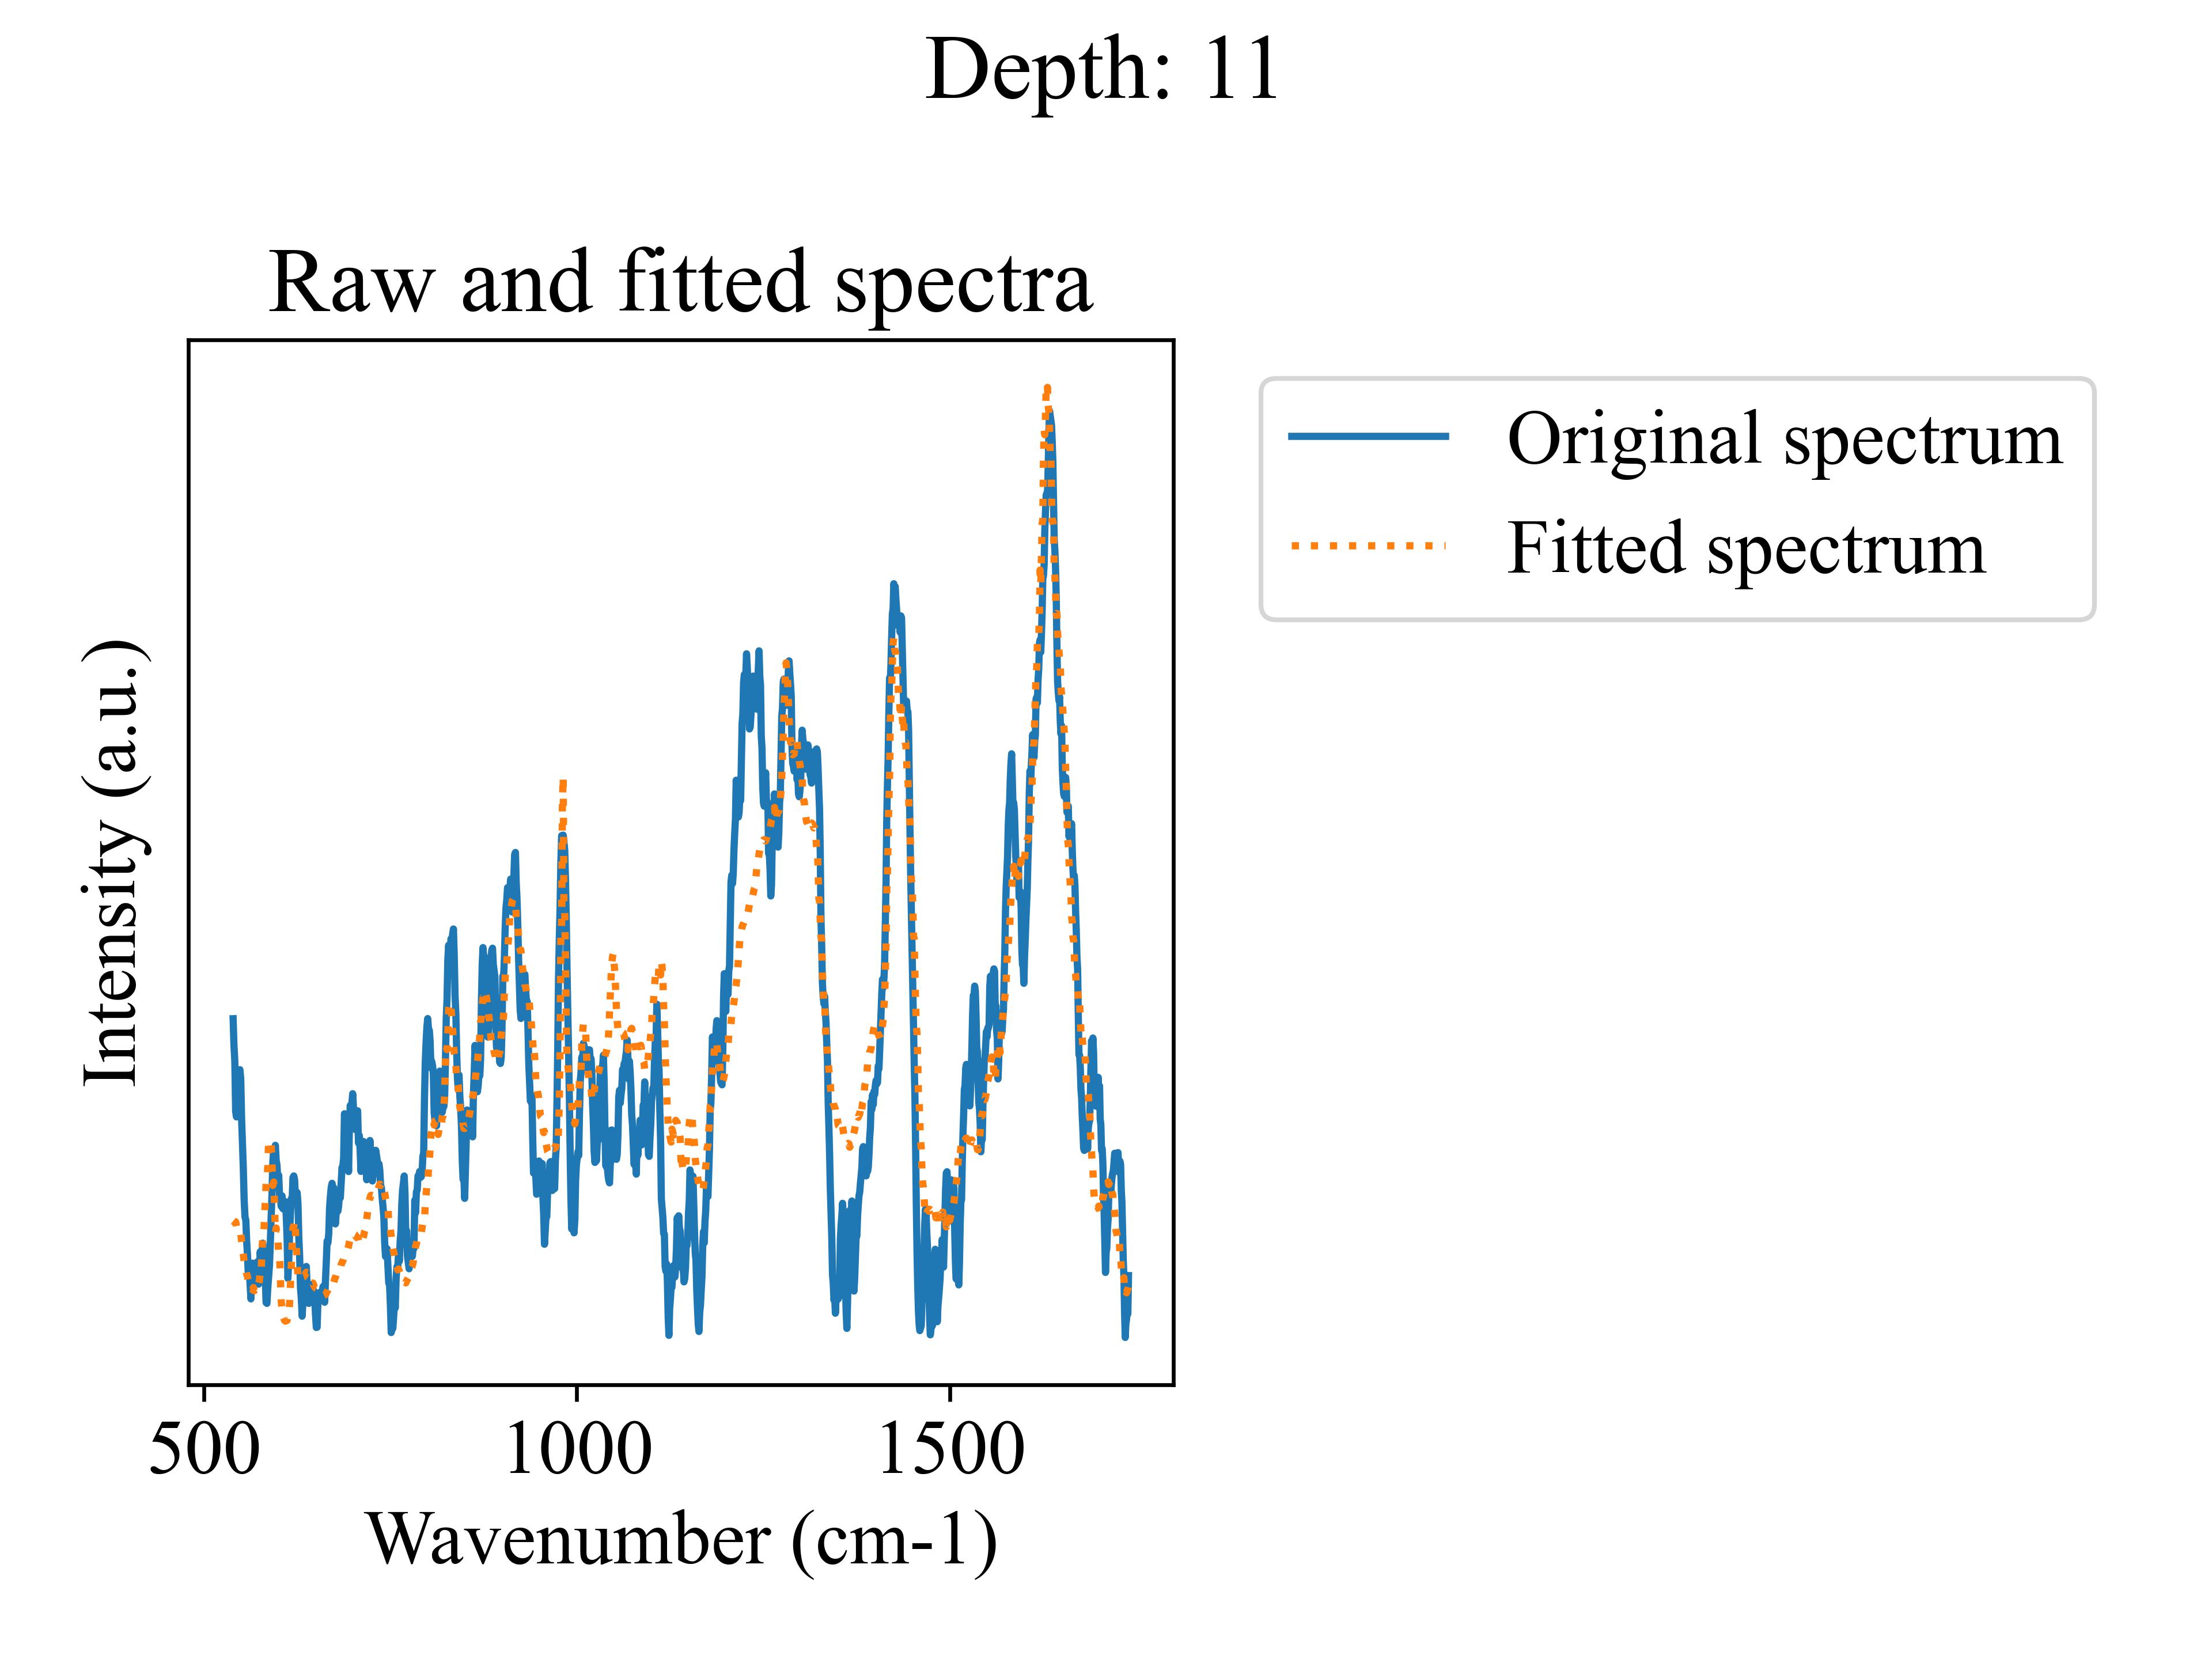 Depth: 11
Raw and fitted spectra
Original spectrum
Fitted spectrum
Intensity (a.u.)
500 1000 1500
Wavenumber (cm-1)